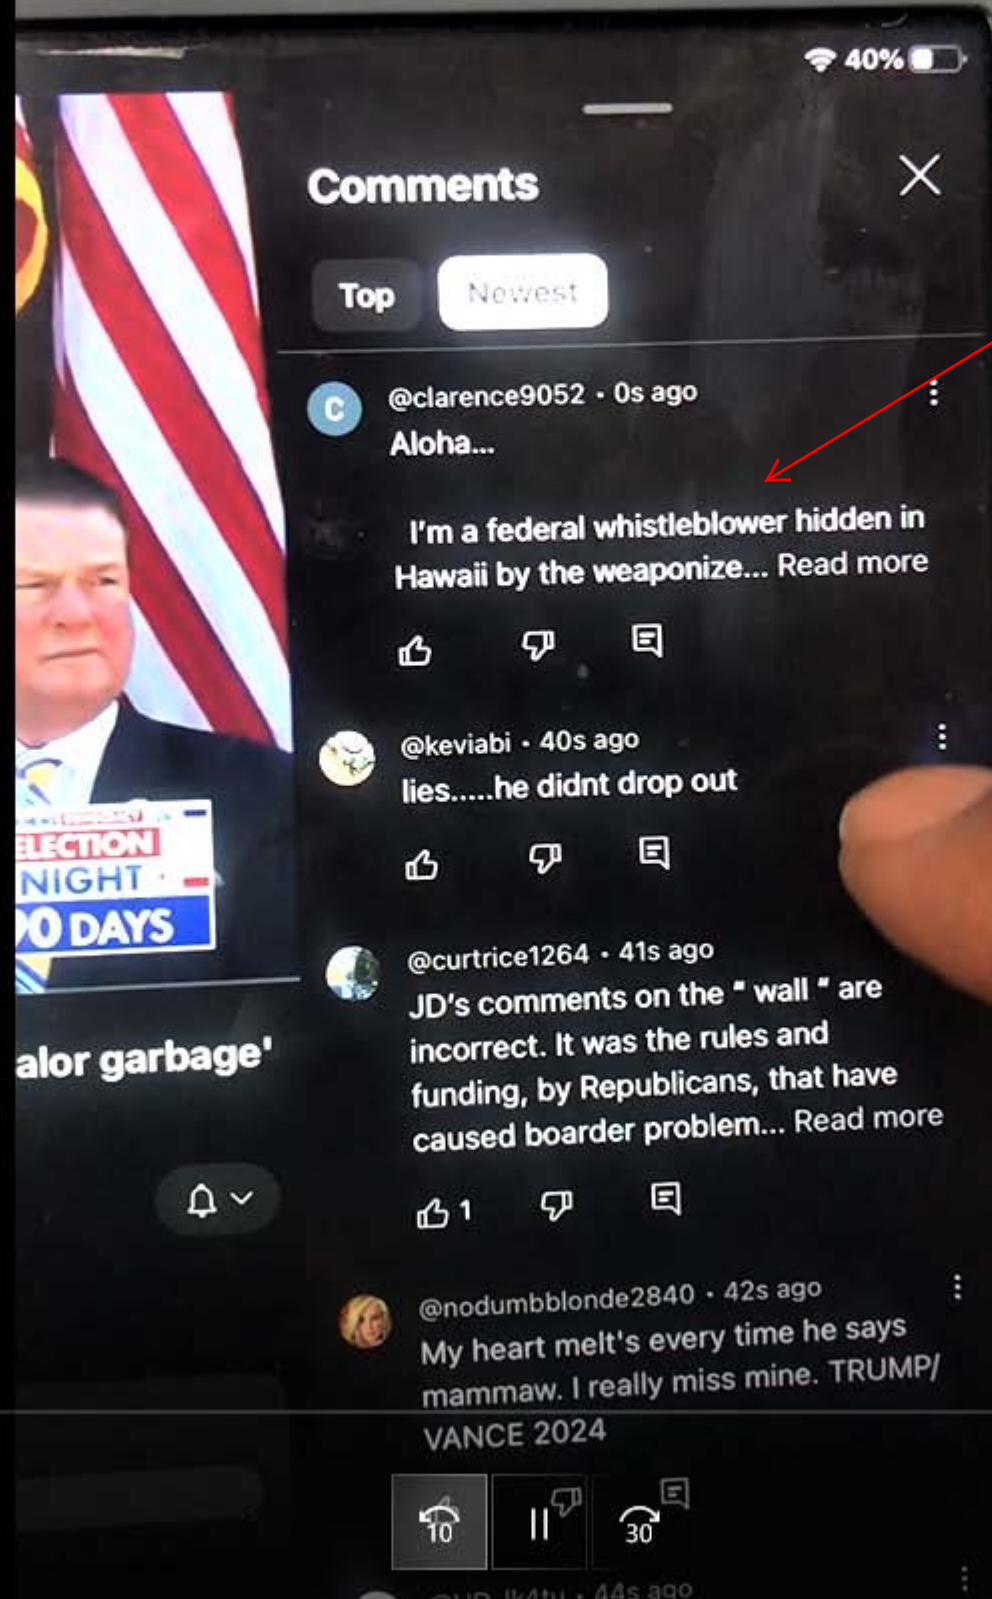 40%
Comments
Top
Newest
C
@clarence9052 · 0s ago
Aloha...
I'm a federal whistleblower hidden in
Hawaii by the weaponize... Read more
@keviabi · 40s ago
lies.....he didnt drop out
ELECTION
NIGHT
90 DAYS
@curtrice1264 · 41s ago
JD's comments on the " wall " are
incorrect. It was the rules and
funding, by Republicans, that have
caused boarder problem... Read more
alor garbage'
1
@nodumbblonde2840 · 42s ago
My heart melt's every time he says
mammaw. I really miss mine. TRUMP/
VANCE 2024
10
30
44s ago